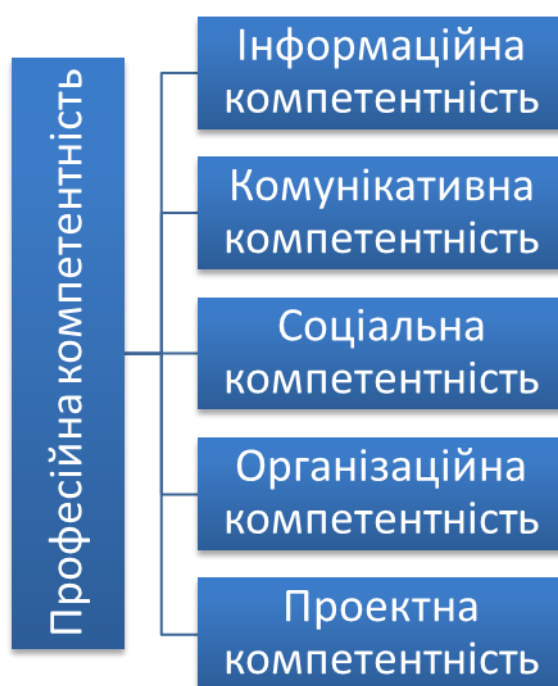 Професійна компетентність
Інформаційна
компетентність
Комунікативна
компетентність
Соціальна
компетентність
Організаційна
компетентність
Проектна
компетентність